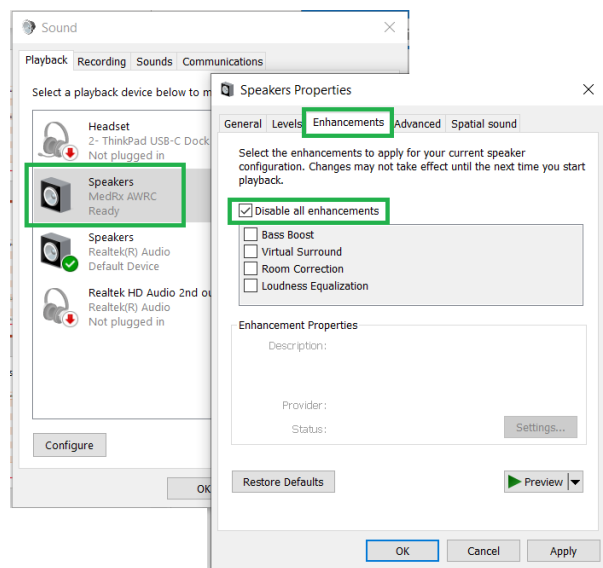 Sound
Playback Recording Sounds Communications
Select a playback device below to m
Headset
2- ThinkPad USB-C Dock
Not plugged in
Speakers
MedRx AWRC
Ready
Speakers
Realtek(R) Audio
Default Device
Realtek HD Audio 2nd ou
Realtek(R) Audio
Not plugged in
Configure
OK
Speakers Properties
General Levels Enhancements Advanced Spatial sound
Select the enhancements to apply for your current speaker
configuration. Changes may not take effect until the next time you start
playback.
Disable all enhancements
Bass Boost
Virtual Surround
Room Correction
Loudness Equalization
Enhancement Properties
Description:
Provider:
Status:
Settings...
Restore Defaults
Preview
OK Cancel Apply